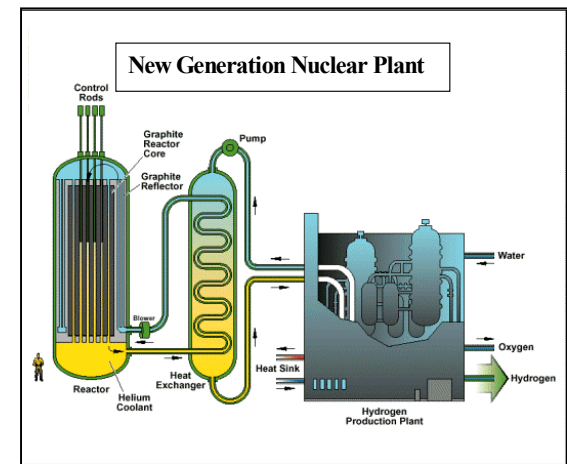 New Generation Nuclear Plant
Control
Rods
Graphite
Reactor
Core
Graphite
Reflector
Pump
Blower
Water
Oxygen
Heat Sink
Hydrogen
Reactor
Heat
Exchanger
Helium
Coolant
Hydrogen
Production Plant